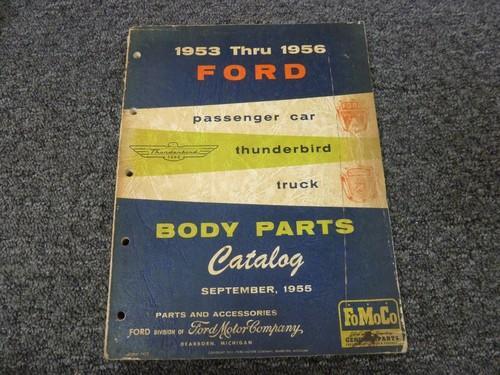 1953 Thru 1956
FORD
passenger car
Thunderbird
thunderbird
truck
BODY PARTS
Catalog
SEPTEMBER, 1955
PARTS AND ACCESSORIES
FORD DIVISION OF Ford Motor Company,
DEARBORN, MICHIGAN
FoMoCo
GENUINE PARTS